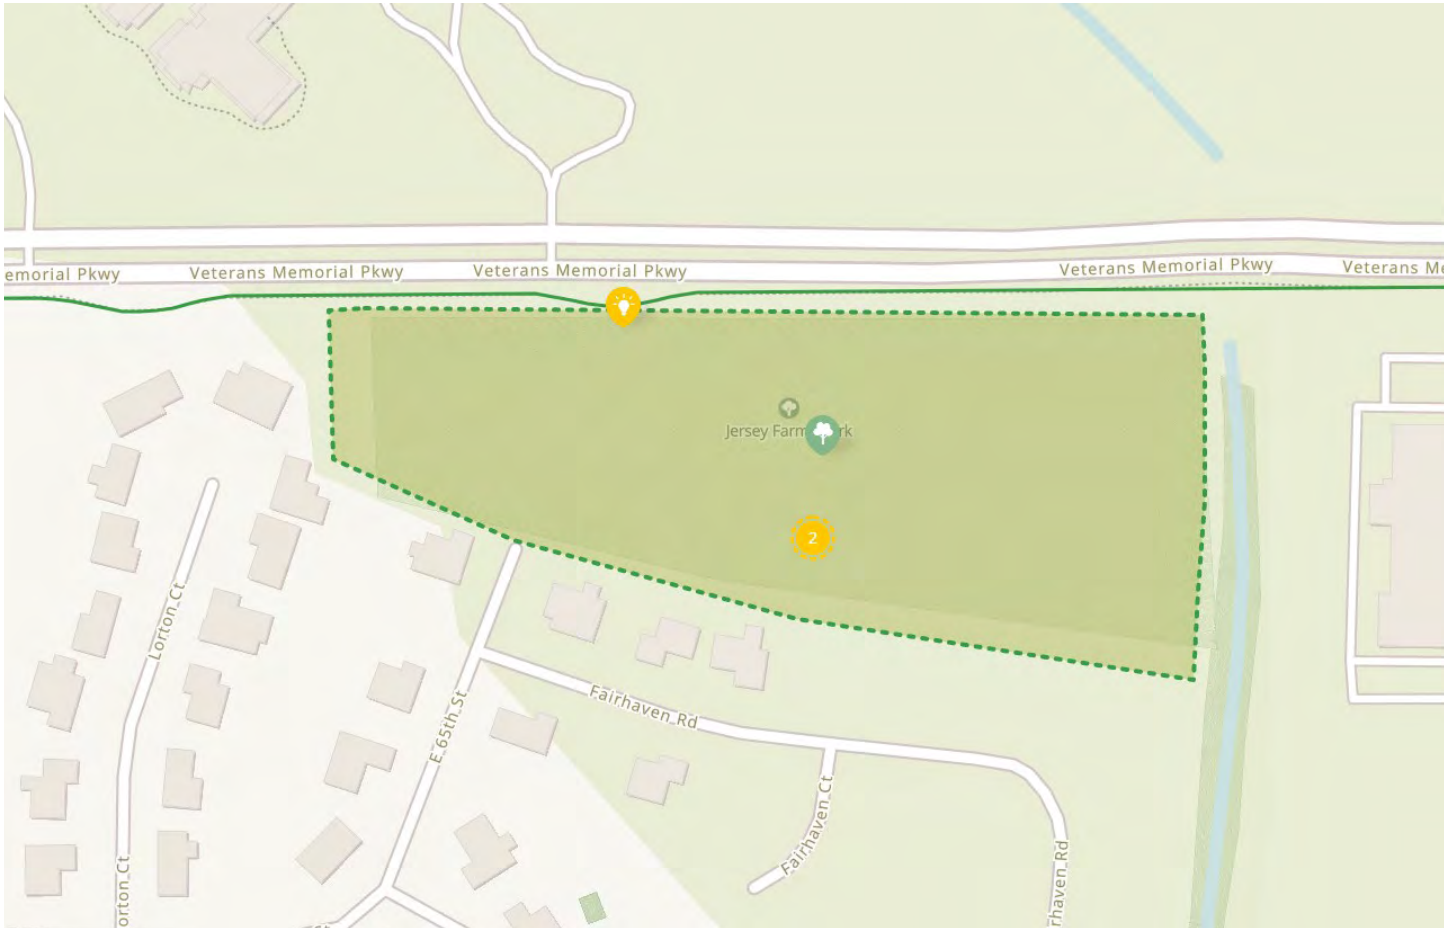 emorial Pkwy
Veterans Memorial Pkwy
Veterans Memorial Pkwy
Veterans Memorial Pkwy
Veterans Me
Jersey Farm rk
2
Lorton Ct
E 65th St
Fairhaven Rd
Fairhaven Ct
orton Ct
rhaven Rd
St